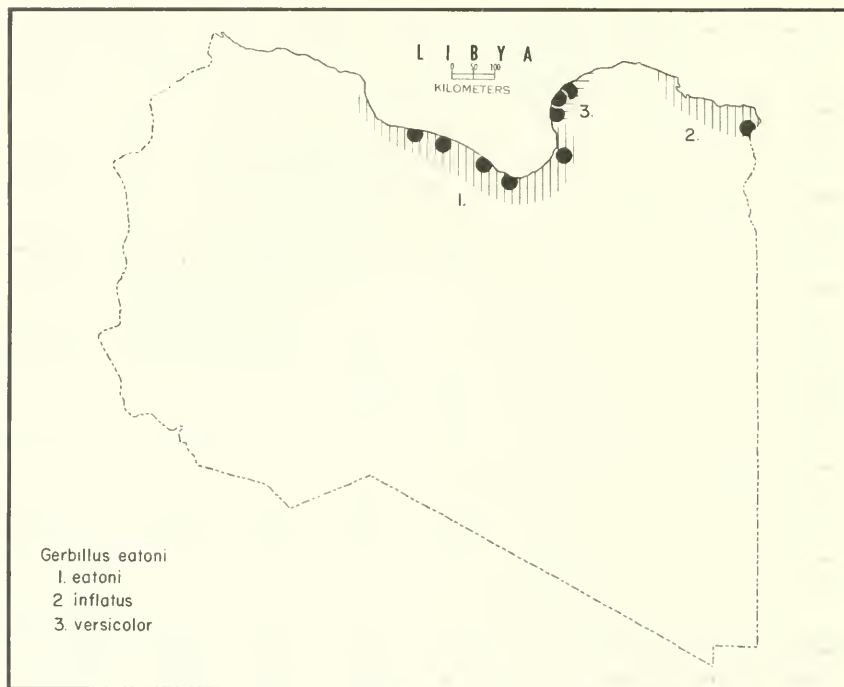 L I B Y A
0 50 100
KILOMETERS
3.
2.
1.
Gerbillus eatoni
1. eatoni
2 inflatus
3. versicolor